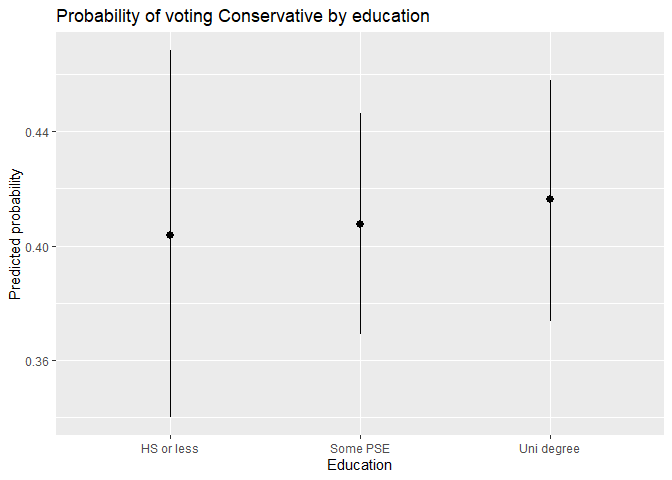 Probability of voting Conservative by education
Predicted probability
0.44
0.40
0.36
HS or less
Some PSE
Uni degree
Education